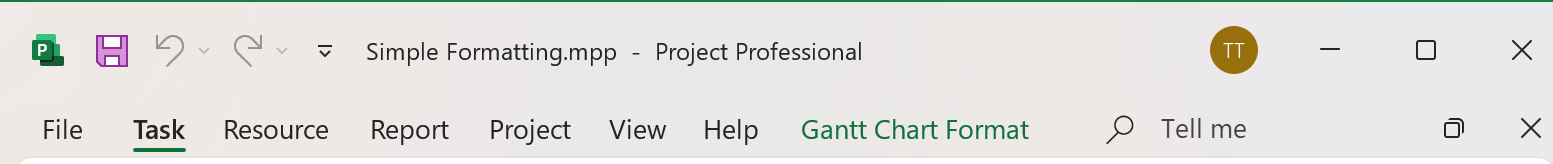 P Simple Formatting.mpp - Project Professional TT
File Task Resource Report Project View Help Gantt Chart Format Tell me